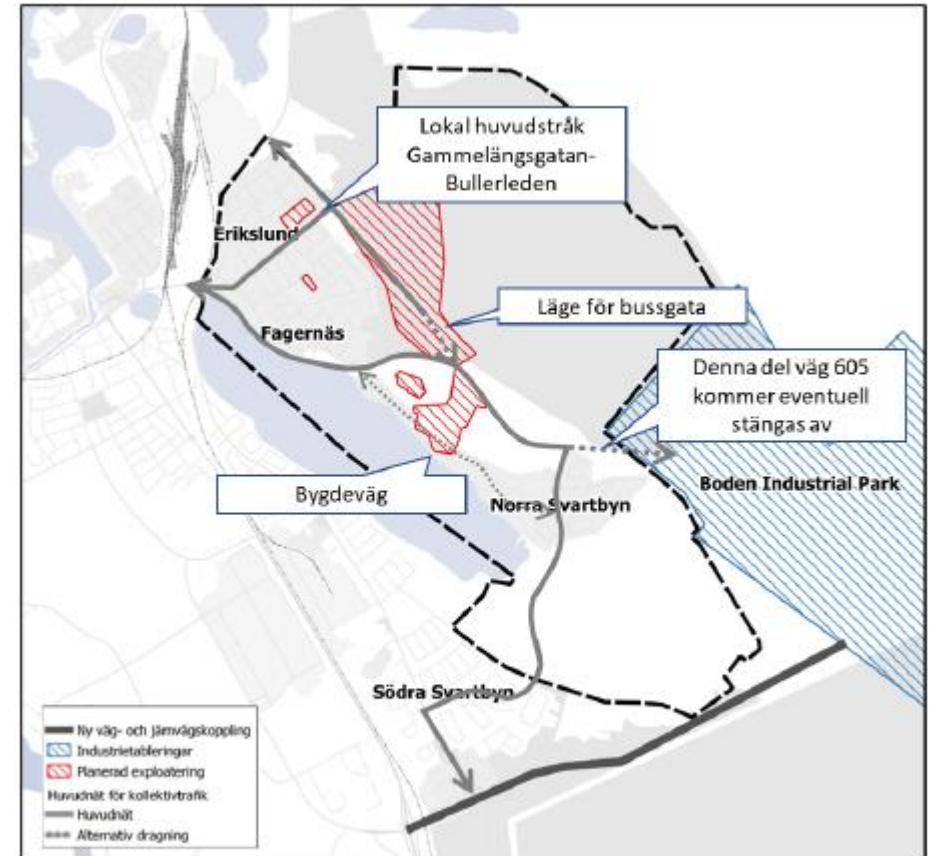 Lokal huvudstråk
Gammelängsgatan-
Bullerleden
Erikslund
Läge för bussgata
Fagernäs
Denna del väg 605
kommer eventuell
stängas av
Boden Industrial Park
Bygdeväg
Norra Svartbyn
Södra Svartbyn
Ny väg- och järnvägskoppling
Industrietableringar
Planerad exploatering
Huvudnät för kollektivtrafik
Huvudnät
Alternativ dragning